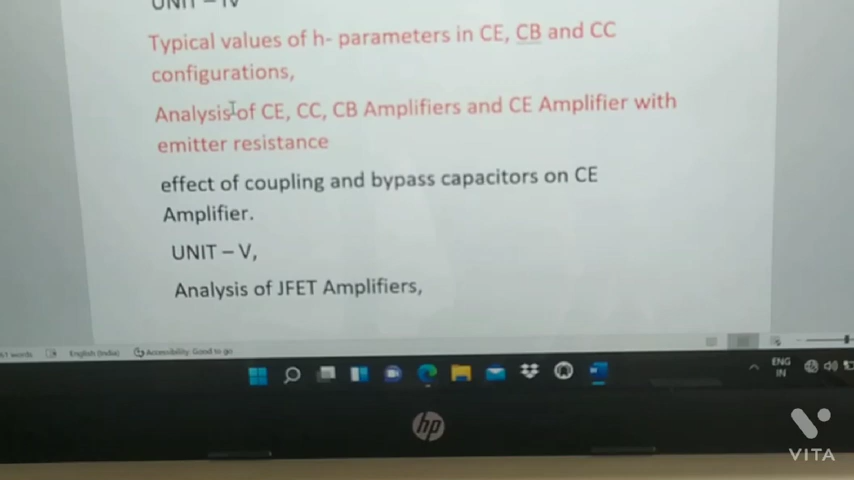 UNIT – IV
Typical values of h- parameters in CE, CB and CC
configurations,
Analysis of CE, CC, CB Amplifiers and CE Amplifier with
emitter resistance
effect of coupling and bypass capacitors on CE
Amplifier.
UNIT – V,
Analysis of JFET Amplifiers,
words
English (India)
Accessibility: Good to go
ENG
IN
hp
VITA